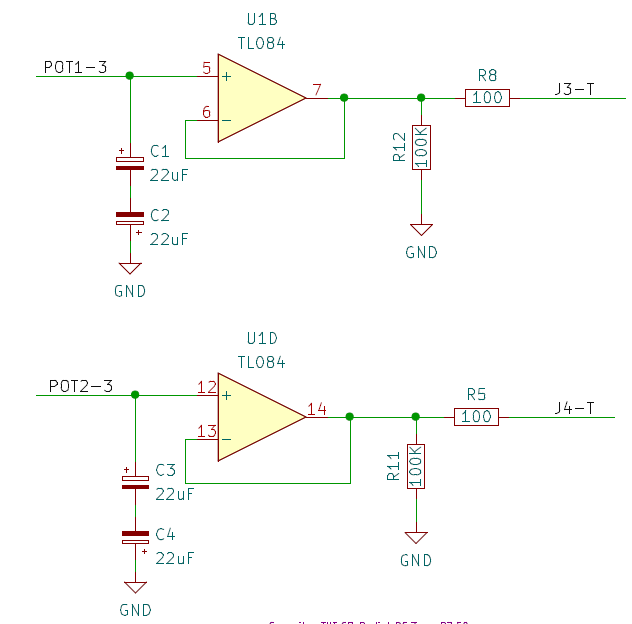 U1B
TL084
POT1-3
5
+
7
6
−
R8
100
J3-T
R12
100K
+
C1
22uF
C2
22uF
+
GND
GND
U1D
TL084
POT2-3
12
+
14
13
−
R5
100
J4-T
R11
100K
+
C3
22uF
C4
22uF
+
GND
GND